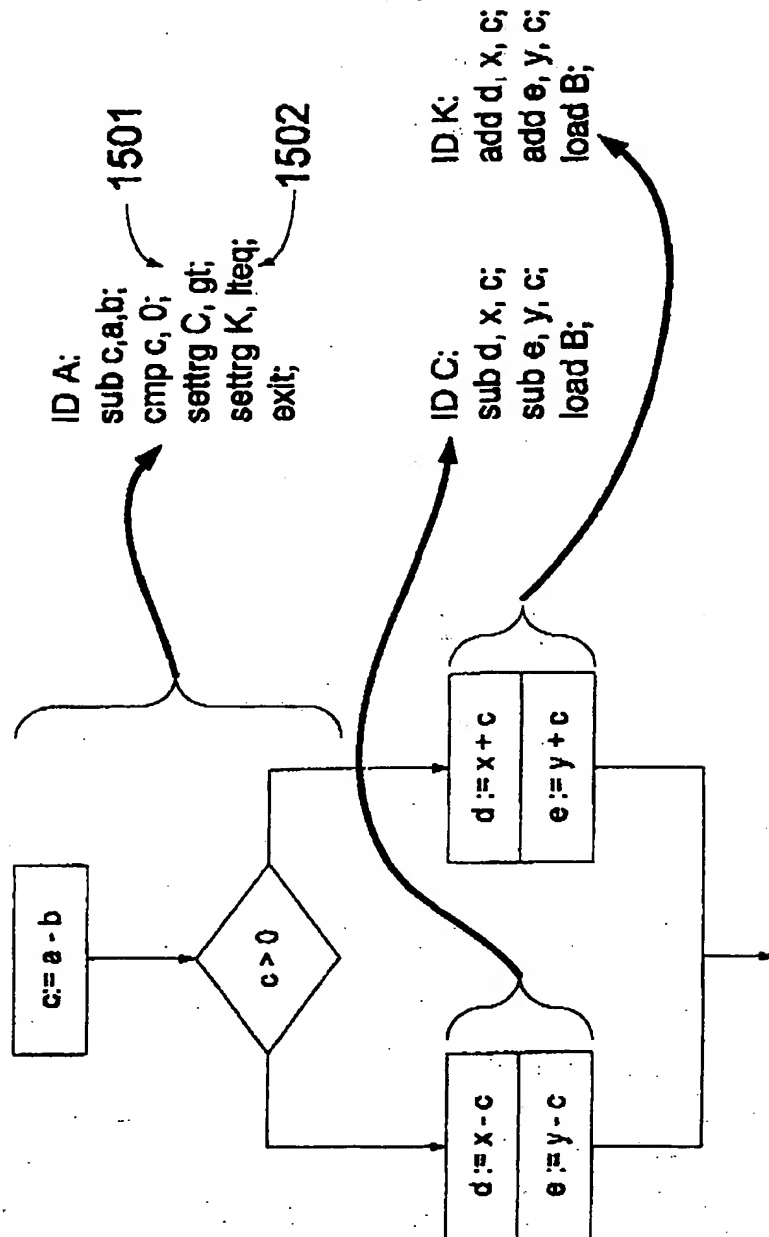 c:= a - b
c > 0
d := x - c
e := y - c
d := x + c
e := y + c
ID A:
sub c,a,b;
cmp c, 0;
settrg C, gt;
settrg K, lteq;
exit;
1501
1502
ID C:
sub d, x, c;
sub e, y, c;
load B;
ID K:
add d, x, c;
add e, y, c;
load B;